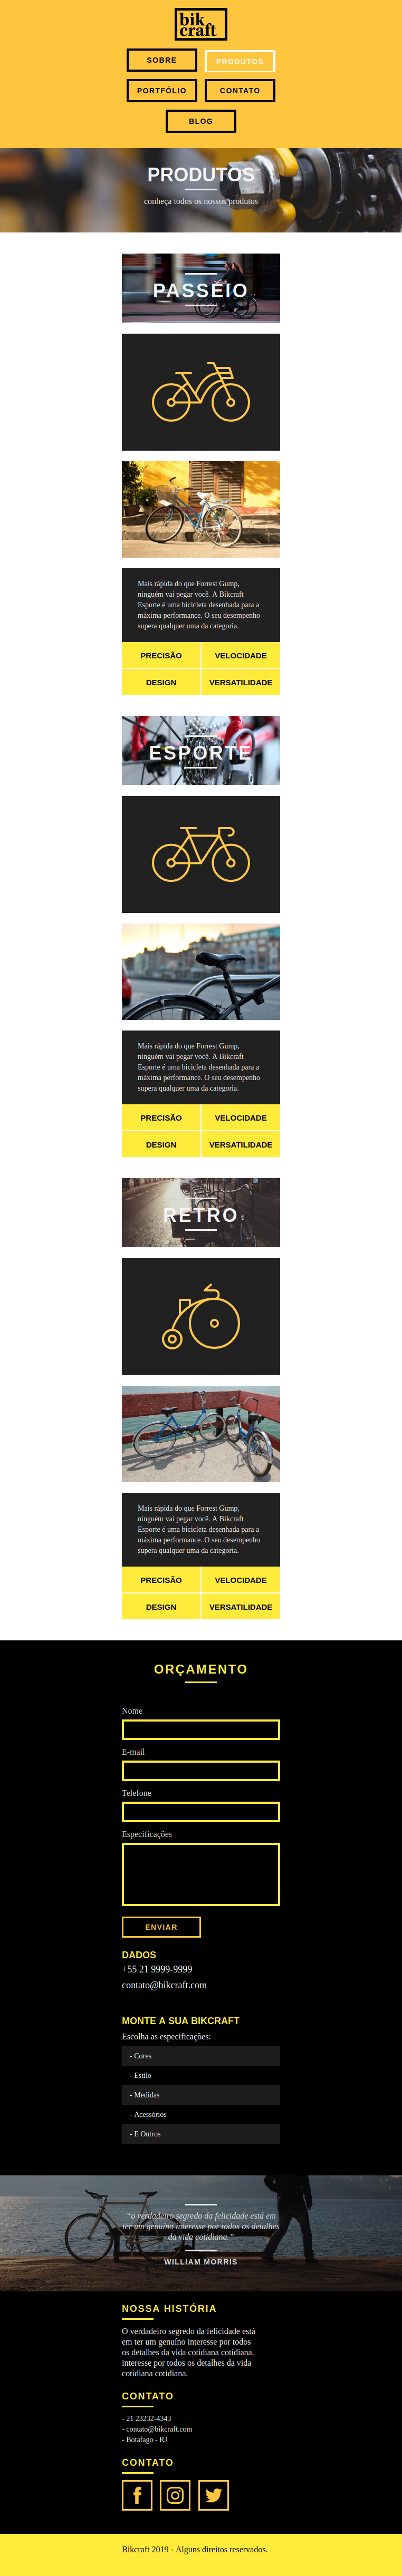 bik
craft
SOBRE
PRODUTOS
PORTFÓLIO
CONTATO
BLOG
PRODUTOS
conheça todos os nossos produtos
PASSEIO
Mais rápida do que Forrest Gump,
ninguém vai pegar você. A Bikcraft
Esporte é uma bicicleta desenhada para a
máxima performance. O seu desempenho
supera qualquer uma da categoria.
PRECISÃO
VELOCIDADE
DESIGN
VERSATILIDADE
ESPORTE
Mais rápida do que Forrest Gump,
ninguém vai pegar você. A Bikcraft
Esporte é uma bicicleta desenhada para a
máxima performance. O seu desempenho
supera qualquer uma da categoria.
PRECISÃO
VELOCIDADE
DESIGN
VERSATILIDADE
RETRO
Mais rápida do que Forrest Gump,
ninguém vai pegar você. A Bikcraft
Esporte é uma bicicleta desenhada para a
máxima performance. O seu desempenho
supera qualquer uma da categoria.
PRECISÃO
VELOCIDADE
DESIGN
VERSATILIDADE
ORÇAMENTO
Nome
E-mail
Telefone
Especificações
ENVIAR
DADOS
+55 21 9999-9999
contato@bikcraft.com
MONTE A SUA BIKCRAFT
Escolha as especificações:
- Cores
- Estilo
- Medidas
- Acessórios
- E Outros
“o verdadeiro segredo da felicidade está em
ter um genuíno interesse por todos os detalhes
da vida cotidiana.”
WILLIAM MORRIS
NOSSA HISTÓRIA
O verdadeiro segredo da felicidade está
em ter um genuíno interesse por todos
os detalhes da vida cotidiana cotidiana.
interesse por todos os detalhes da vida
cotidiana cotidiana.
CONTATO
- 21 23232-4343
- contato@bikcraft.com
- Botafago - RJ
CONTATO
Bikcraft 2019 - Alguns direitos reservados.